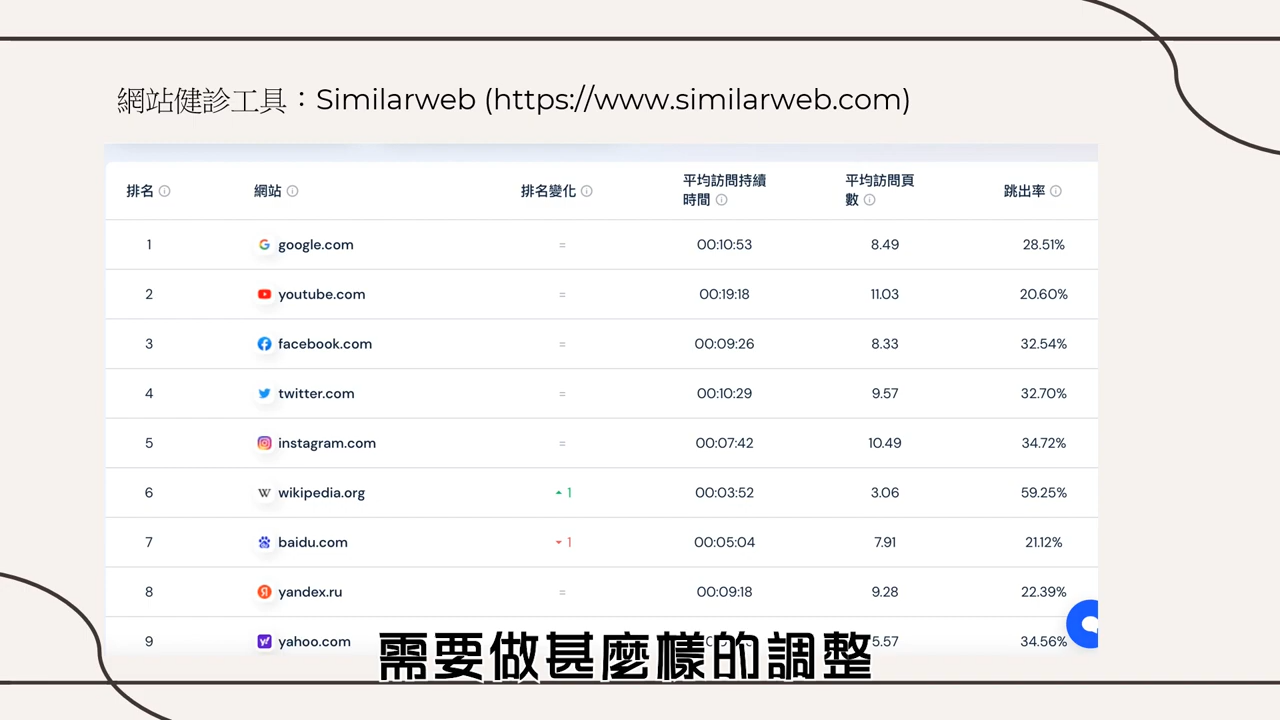 網站健診工具：Similarweb (https://www.similarweb.com)
排名 網站 排名變化 平均訪問持續時間 平均訪問頁數 跳出率
1 google.com = 00:10:53 8.49 28.51%
2 youtube.com = 00:19:18 11.03 20.60%
3 facebook.com = 00:09:26 8.33 32.54%
4 twitter.com = 00:10:29 9.57 32.70%
5 instagram.com = 00:07:42 10.49 34.72%
6 wikipedia.org 1 00:03:52 3.06 59.25%
7 baidu.com 1 00:05:04 7.91 21.12%
8 yandex.ru = 00:09:18 9.28 22.39%
9 yahoo.com 5.57 34.56%
需要做甚麼樣的調整